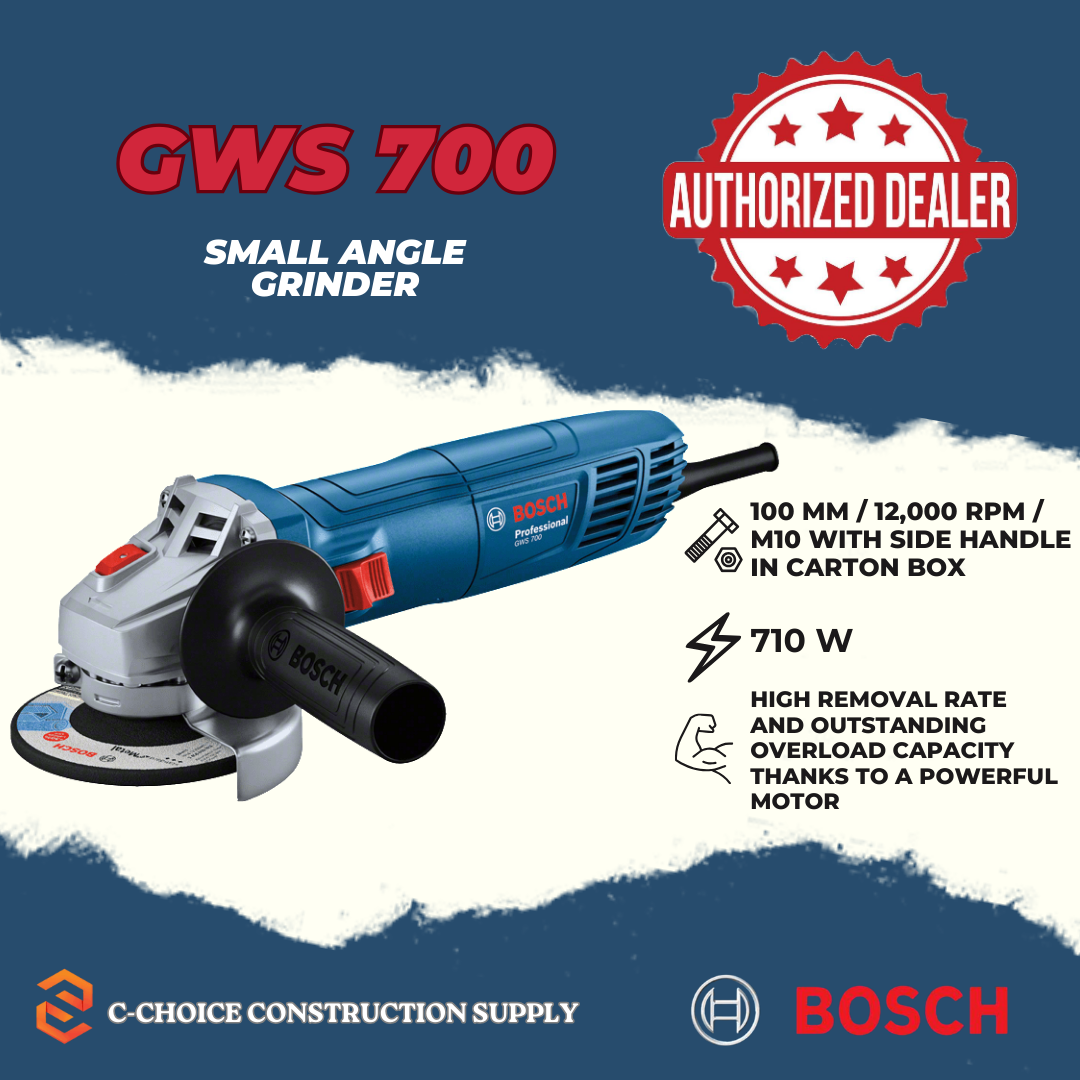 GWS 700
SMALL ANGLE
GRINDER
AUTHORIZED DEALER
BOSCH
Professional
GWS 700
BOSCH
BOSCH
Metal
100 MM / 12,000 RPM /
M10 WITH SIDE HANDLE
IN CARTON BOX
710 W
HIGH REMOVAL RATE
AND OUTSTANDING
OVERLOAD CAPACITY
THANKS TO A POWERFUL
MOTOR
C-CHOICE CONSTRUCTION SUPPLY
BOSCH